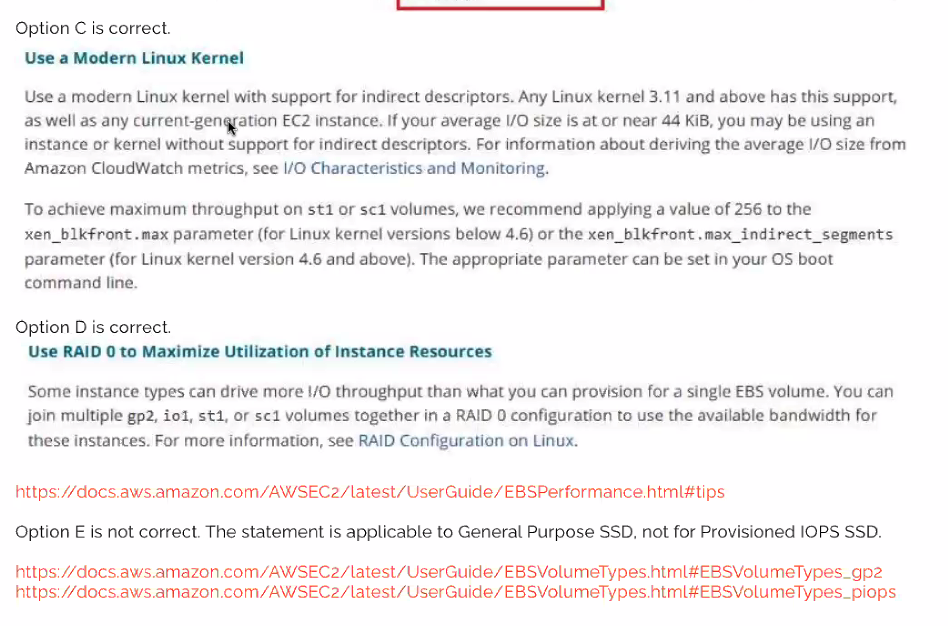 Option C is correct.
Use a Modern Linux Kernel
Use a modern Linux kernel with support for indirect descriptors. Any Linux kernel 3.11 and above has this support,
as well as any current-generation EC2 instance. If your average I/O size is at or near 44 KiB, you may be using an
instance or kernel without support for indirect descriptors. For information about deriving the average I/O size from
Amazon CloudWatch metrics, see I/O Characteristics and Monitoring.
To achieve maximum throughput on st1 or sc1 volumes, we recommend applying a value of 256 to the
xen_blkfront.max parameter (for Linux kernel versions below 4.6) or the xen_blkfront.max_indirect_segments
parameter (for Linux kernel version 4.6 and above). The appropriate parameter can be set in your OS boot
command line.
Option D is correct.
Use RAID 0 to Maximize Utilization of Instance Resources
Some instance types can drive more I/O throughput than what you can provision for a single EBS volume. You can
join multiple gp2, io1, st1, or sc1 volumes together in a RAID 0 configuration to use the available bandwidth for
these instances. For more information, see RAID Configuration on Linux.
https://docs.aws.amazon.com/AWSEC2/latest/UserGuide/EBSPerformance.html#tips
Option E is not correct. The statement is applicable to General Purpose SSD, not for Provisioned IOPS SSD.
https://docs.aws.amazon.com/AWSEC2/latest/UserGuide/EBSVolumeTypes.html#EBSVolumeTypes_gp2
https://docs.aws.amazon.com/AWSEC2/latest/UserGuide/EBSVolumeTypes.html#EBSVolumeTypes_piops